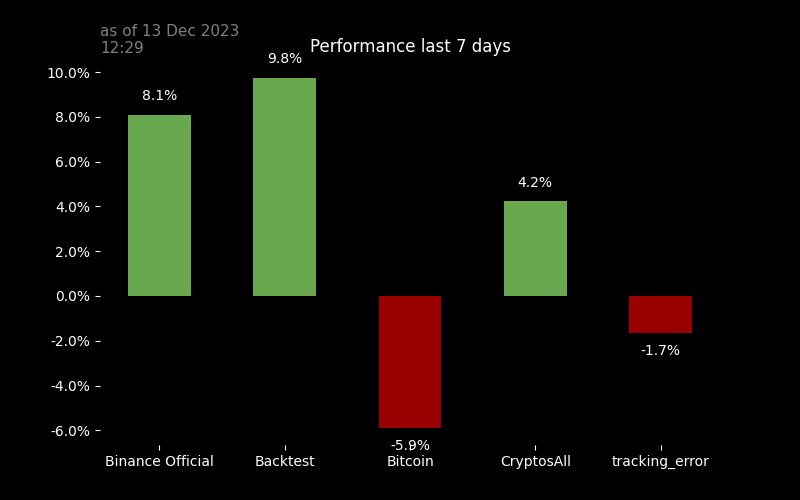 as of 13 Dec 2023
12:29
Performance last 7 days
10.0%
8.0%
6.0%
4.0%
2.0%
0.0%
-2.0%
-4.0%
-6.0%
8.1%
9.8%
-5.9%
4.2%
-1.7%
Binance Official
Backtest
Bitcoin
CryptosAll
tracking_error